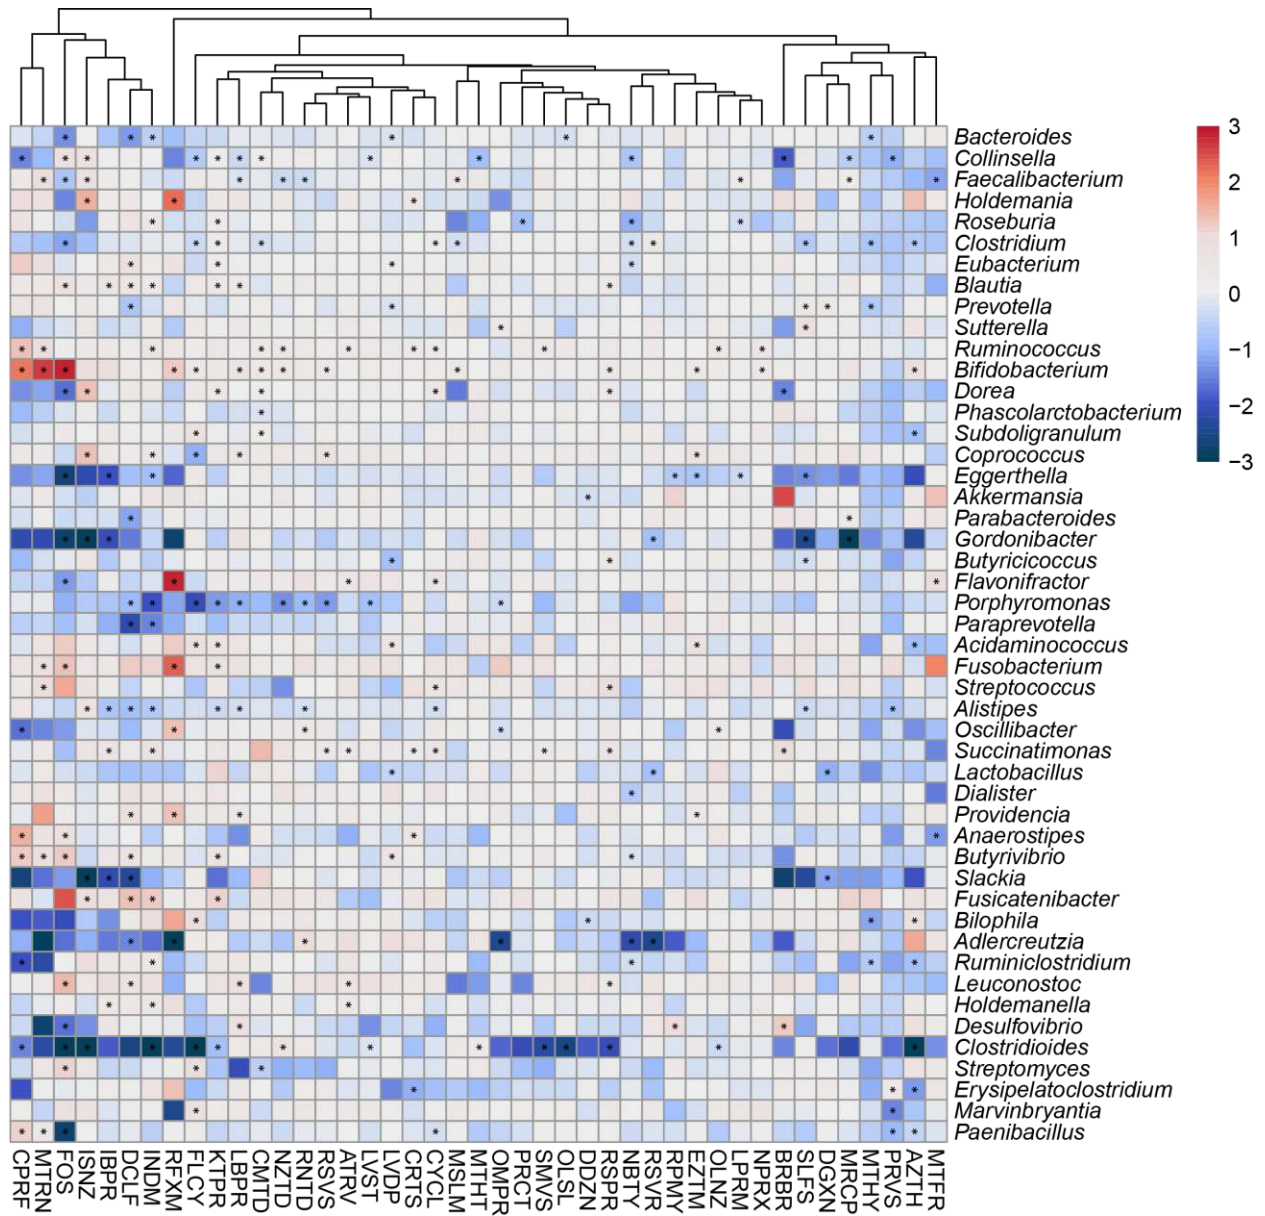 Bacteroides
Collinsella
Faecalibacterium
Holdemania
Roseburia
Clostridium
Eubacterium
Blautia
Prevotella
Sutterella
Ruminococcus
Bifidobacterium
Dorea
Phascolarctobacterium
Subdoligranulum
Coprococcus
Eggerthella
Akkermansia
Parabacteroides
Gordonibacter
Butyricicoccus
Flavonifractor
Porphyromonas
Paraprevotella
Acidaminococcus
Fusobacterium
Streptococcus
Alistipes
Oscillibacter
Succinatimonas
Lactobacillus
Dialister
Providencia
Anaerostipes
Butyrivibrio
Slackia
Fusicatenibacter
Bilophila
Adlercreutzia
Ruminiclostridium
Leuconostoc
Holdemanella
Desulfovibrio
Clostridioides
Streptomyces
Erysipelatoclostridium
Marvinbryantia
Paenibacillus
3
2
1
0
−1
−2
−3
CPRF
MTRN
FOS
ISNZ
IBPR
DCLF
INDM
RFXM
FLCY
KTPR
LBPR
CMTD
NZTD
RNTD
RSVS
ATRV
LVST
LVDP
CRTS
CYCL
MSLM
MTHT
OMPR
PRCT
SMVS
OLSL
DDZN
RSPR
NBTY
RSYR
RPMY
EZTM
OLNZ
LPRM
NPRX
BRBR
SLFS
DGXN
MRCP
MTHY
PRVS
AZTH
MTFR